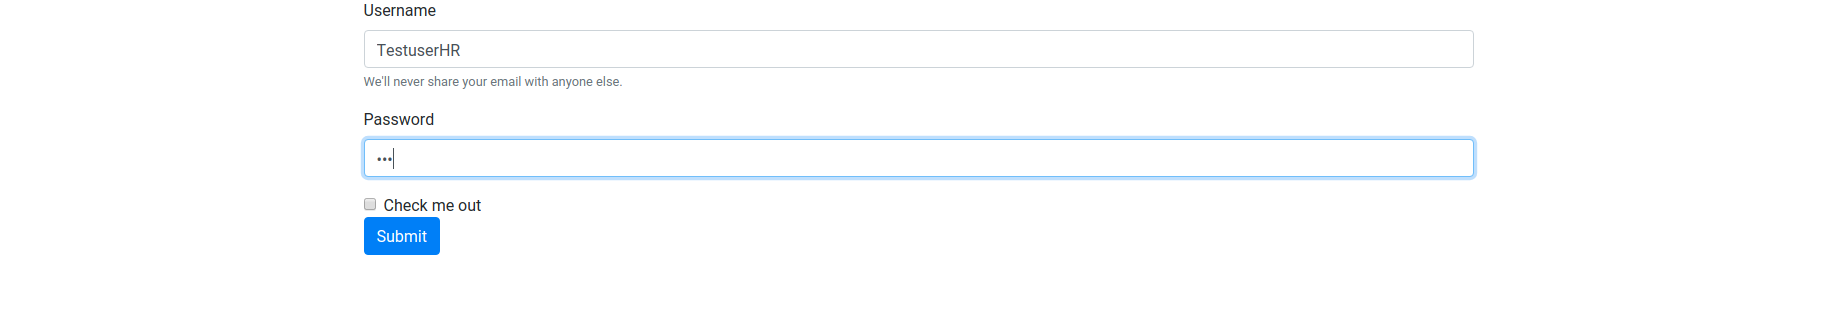 Username
TestuserHR
We'll never share your email with anyone else.
Password
•••
Check me out
Submit